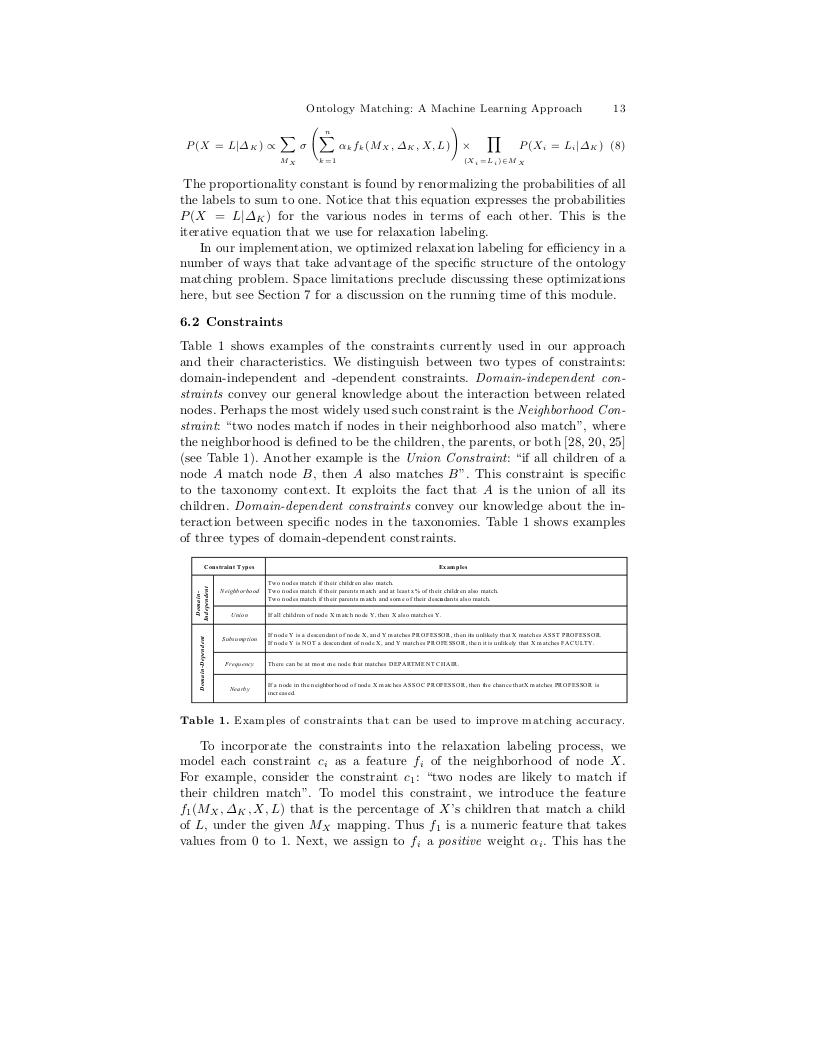 Ontology Matching: A Machine Learning Approach 13
P(X = L|Δ_K) ∝ ∑_{M_X} σ (∑_{k=1}^{n} α_k f_k(M_X, Δ_K, X, L)) × ∏_{(X_i=L_i)∈M_X} P(X_i = L_i|Δ_K) (8)
The proportionality constant is found by renormalizing the probabilities of all
the labels to sum to one. Notice that this equation expresses the probabilities
P(X = L|Δ_K) for the various nodes in terms of each other. This is the
iterative equation that we use for relaxation labeling.
In our implementation, we optimized relaxation labeling for efficiency in a
number of ways that take advantage of the specific structure of the ontology
matching problem. Space limitations preclude discussing these optimizations
here, but see Section 7 for a discussion on the running time of this module.
6.2 Constraints
Table 1 shows examples of the constraints currently used in our approach
and their characteristics. We distinguish between two types of constraints:
domain-independent and -dependent constraints. Domain-independent con-
straints convey our general knowledge about the interaction between related
nodes. Perhaps the most widely used such constraint is the Neighborhood Con-
straint: “two nodes match if nodes in their neighborhood also match”, where
the neighborhood is defined to be the children, the parents, or both [28, 20, 25]
(see Table 1). Another example is the Union Constraint: “if all children of a
node A match node B, then A also matches B”. This constraint is specific
to the taxonomy context. It exploits the fact that A is the union of all its
children. Domain-dependent constraints convey our knowledge about the in-
teraction between specific nodes in the taxonomies. Table 1 shows examples
of three types of domain-dependent constraints.
Constraint Types Examples
Domain-
Independent
Neighborhood
Two nodes match if their children also match.
Two nodes match if their parents match and at least x% of their children also match.
Two nodes match if their parents match and some of their descendants also match.
Union
If all children of node X match node Y, then X also matches Y.
Domain-Dependent
Subsumption
If node Y is a descendant of node X, and Y matches PROFESSOR, then its unlikely that X matches ASST PROFESSOR.
If node Y is NOT a descendant of node X, and Y matches PROFESSOR, then it is unlikely that X matches FACULTY.
Frequency
There can be at most one node that matches DEPARTMENT CHAIR.
Nearby
If a node in the neighborhood of node X matches ASSOC PROFESSOR, then the chance that X matches PROFESSOR is
increased.
Table 1. Examples of constraints that can be used to improve matching accuracy.
To incorporate the constraints into the relaxation labeling process, we
model each constraint c_i as a feature f_i of the neighborhood of node X.
For example, consider the constraint c_1: “two nodes are likely to match if
their children match”. To model this constraint, we introduce the feature
f_1(M_X, Δ_K, X, L) that is the percentage of X's children that match a child
of L, under the given M_X mapping. Thus f_1 is a numeric feature that takes
values from 0 to 1. Next, we assign to f_i a positive weight α_i. This has the